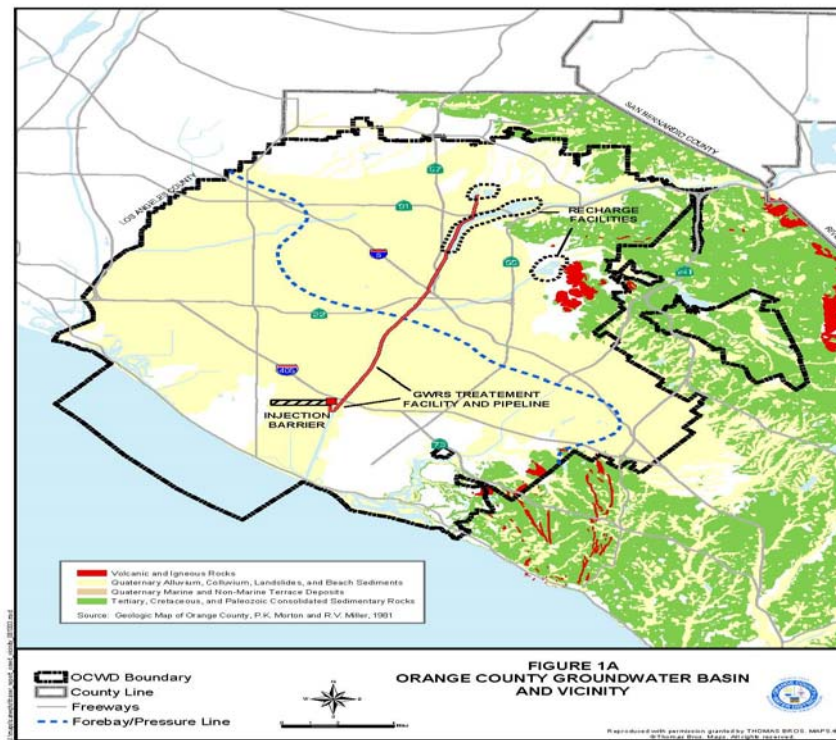 SAN BERNARDINO COUNTY
LOS ANGELES COUNTY
57
91
RECHARGE
FACILITIES
5
55
241
22
405
GWRS TREATEMENT
FACILITY AND PIPELINE
INJECTION
BARRIER
73
Volcanic and Igneous Rocks
Quaternary Alluvium, Colluvium, Landslides, and Beach Sediments
Quaternary Marine and Non-Marine Terrace Deposits
Tertiary, Cretaceous, and Paleozoic Consolidated Sedimentary Rocks
Source: Geologic Map of Orange County, P.K. Morton and R.V. Miller, 1981
OCWD Boundary
County Line
Freeways
Forebay/Pressure Line
FIGURE 1A
ORANGE COUNTY GROUNDWATER BASIN
AND VICINITY
Reproduced with permission granted by THOMAS BROS. MAPS.®
©Thomas Bros. Maps. All rights reserved.